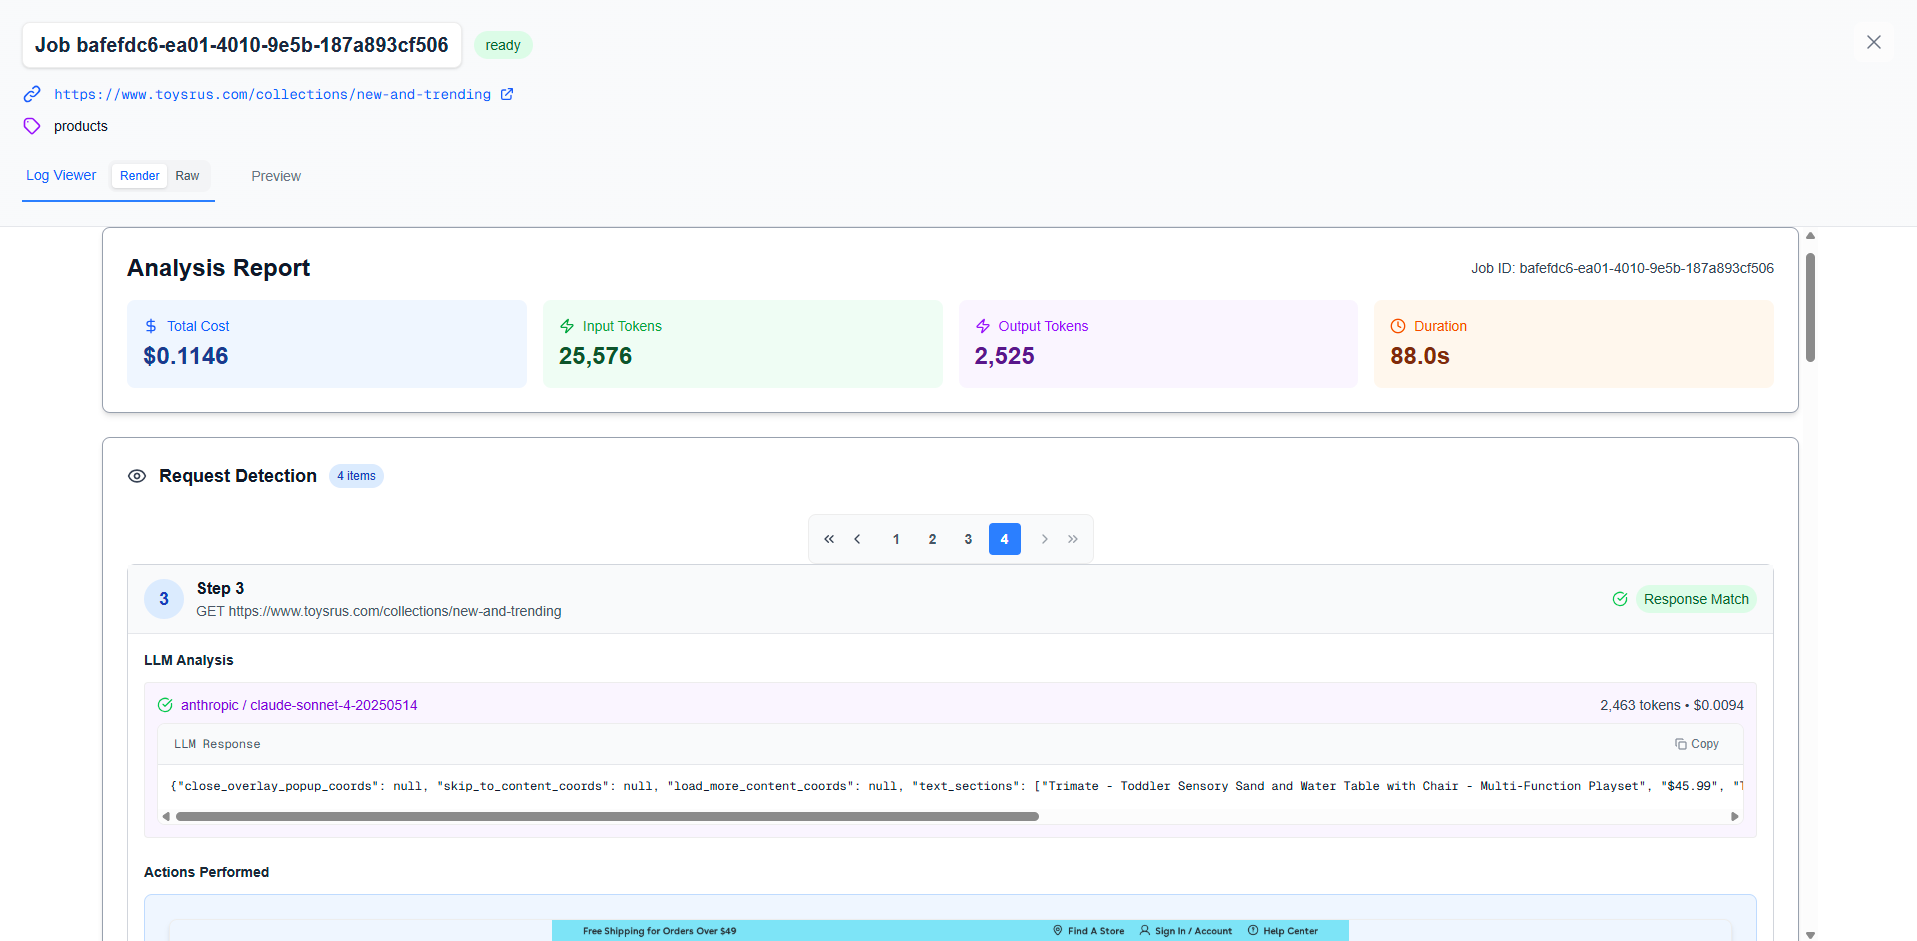 Job bafefdc6-ea01-4010-9e5b-187a893cf506 ready
https://www.toysrus.com/collections/new-and-trending
products
Log Viewer Render Raw Preview
Analysis Report Job ID: bafefdc6-ea01-4010-9e5b-187a893cf506
Total Cost Input Tokens Output Tokens Duration
$0.1146 25,576 2,525 88.0s
Request Detection 4 items
« ‹ 1 2 3 4 › »
3 Step 3
GET https://www.toysrus.com/collections/new-and-trending Response Match
LLM Analysis
anthropic / claude-sonnet-4-20250514 2,463 tokens • $0.0094
LLM Response Copy
{"close_overlay_popup_coords": null, "skip_to_content_coords": null, "load_more_content_coords": null, "text_sections": ["Trimate - Toddler Sensory Sand and Water Table with Chair - Multi-Function Playset", "$45.99", "
Actions Performed
Free Shipping for Orders Over $49 Find A Store Sign In / Account Help Center